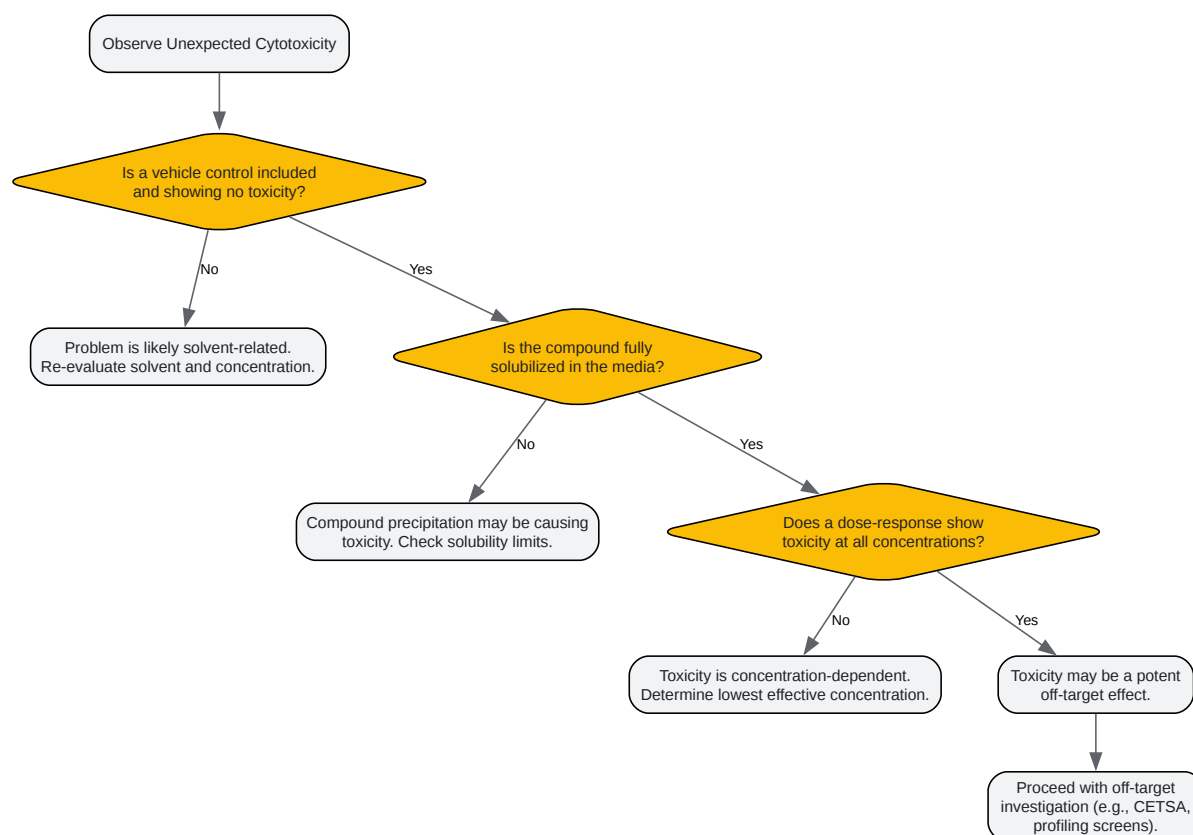 Observe Unexpected Cytotoxicity
Is a vehicle control included
and showing no toxicity?
No
Yes
Problem is likely solvent-related.
Re-evaluate solvent and concentration.
Is the compound fully
solubilized in the media?
No
Yes
Compound precipitation may be causing
toxicity. Check solubility limits.
Does a dose-response show
toxicity at all concentrations?
No
Yes
Toxicity is concentration-dependent.
Determine lowest effective concentration.
Toxicity may be a potent
off-target effect.
Proceed with off-target
investigation (e.g., CETSA,
profiling screens).